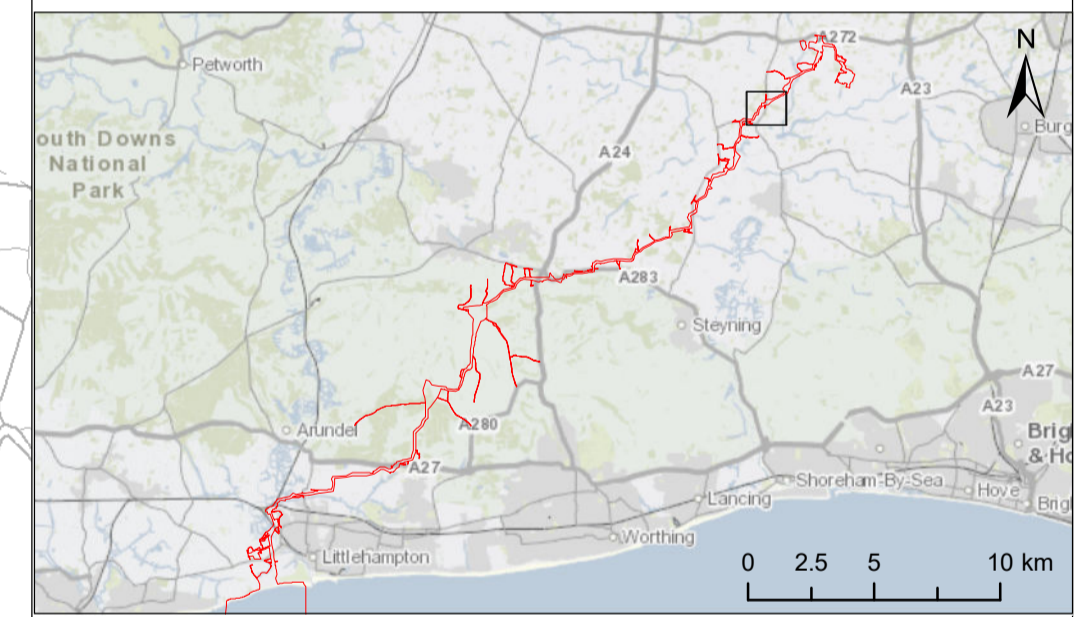 A272
N
Petworth
A23
Burg
outh Downs
National
Park
A24
A283
Steyning
A27
A23
Arundel
A280
Brig
& Ho
A27
Shoreham-By-Sea
Hove
Lancing
Brig
Worthing
Littlehampton
0 2.5 5 10 km